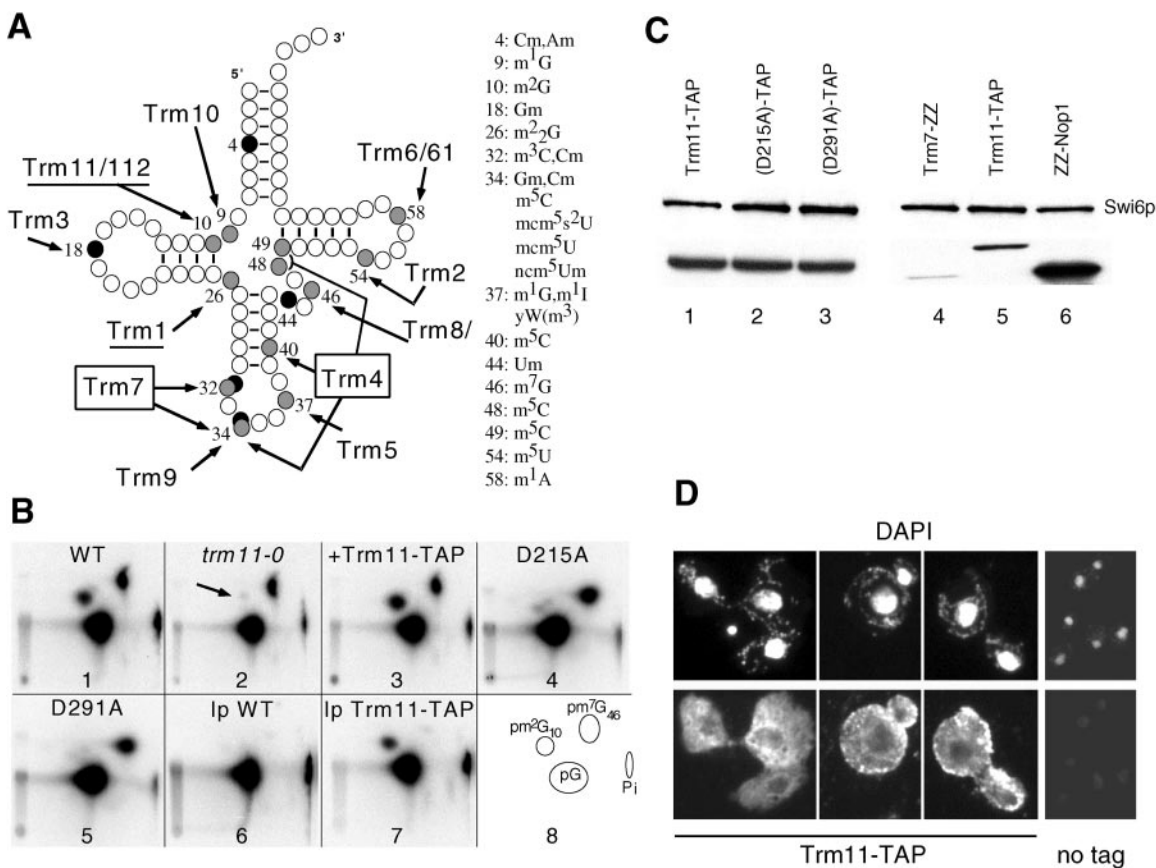 A
3'
5'
4
Trm10
Trm11/112
Trm6/61
9
10
58
Trm3
18
49
48
54
Trm2
26
46
44
Trm1
Trm8/
40
Trm7
32
Trm4
37
34
Trm5
Trm9
4: Cm,Am
9: m¹G
10: m²G
18: Gm
26: m²₂G
32: m³C,Cm
34: Gm,Cm
m⁵C
mcm⁵s²U
mcm⁵U
ncm⁵Um
37: m¹G,m¹I
yW(m³)
40: m⁵C
44: Um
46: m⁷G
48: m⁵C
49: m⁵C
54: m⁵U
58: m¹A
B
WT
trm11-0
+Trm11-TAP
D215A
1
2
3
4
D291A
Ip WT
Ip Trm11-TAP
pm²G₁₀
pm⁷G₄₆
pG
Pi
5
6
7
8
C
Trm11-TAP
(D215A)-TAP
(D291A)-TAP
Trm7-ZZ
Trm11-TAP
ZZ-Nop1
Swi6p
1
2
3
4
5
6
D
DAPI
Trm11-TAP
no tag